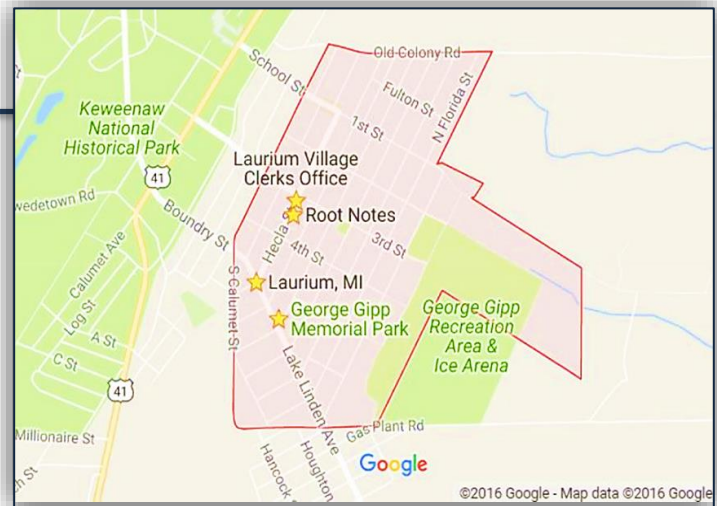 Old Colony Rd
School St
Fulton St
N Florida St
1st St
Keweenaw
National
Historical Park
Laurium Village
Clerks Office
41
Root Notes
Boundry St
Hecla
4th St
3rd St
Calumet Ave
S Calumet St
Laurium, MI
Log St
George Gipp
Memorial Park
George Gipp
Recreation
Area &
Ice Arena
A St
C St
Lake Linden Ave
41
Millionaire St
Gas Plant Rd
Hancock
Houghton
Google
©2016 Google - Map data ©2016 Google